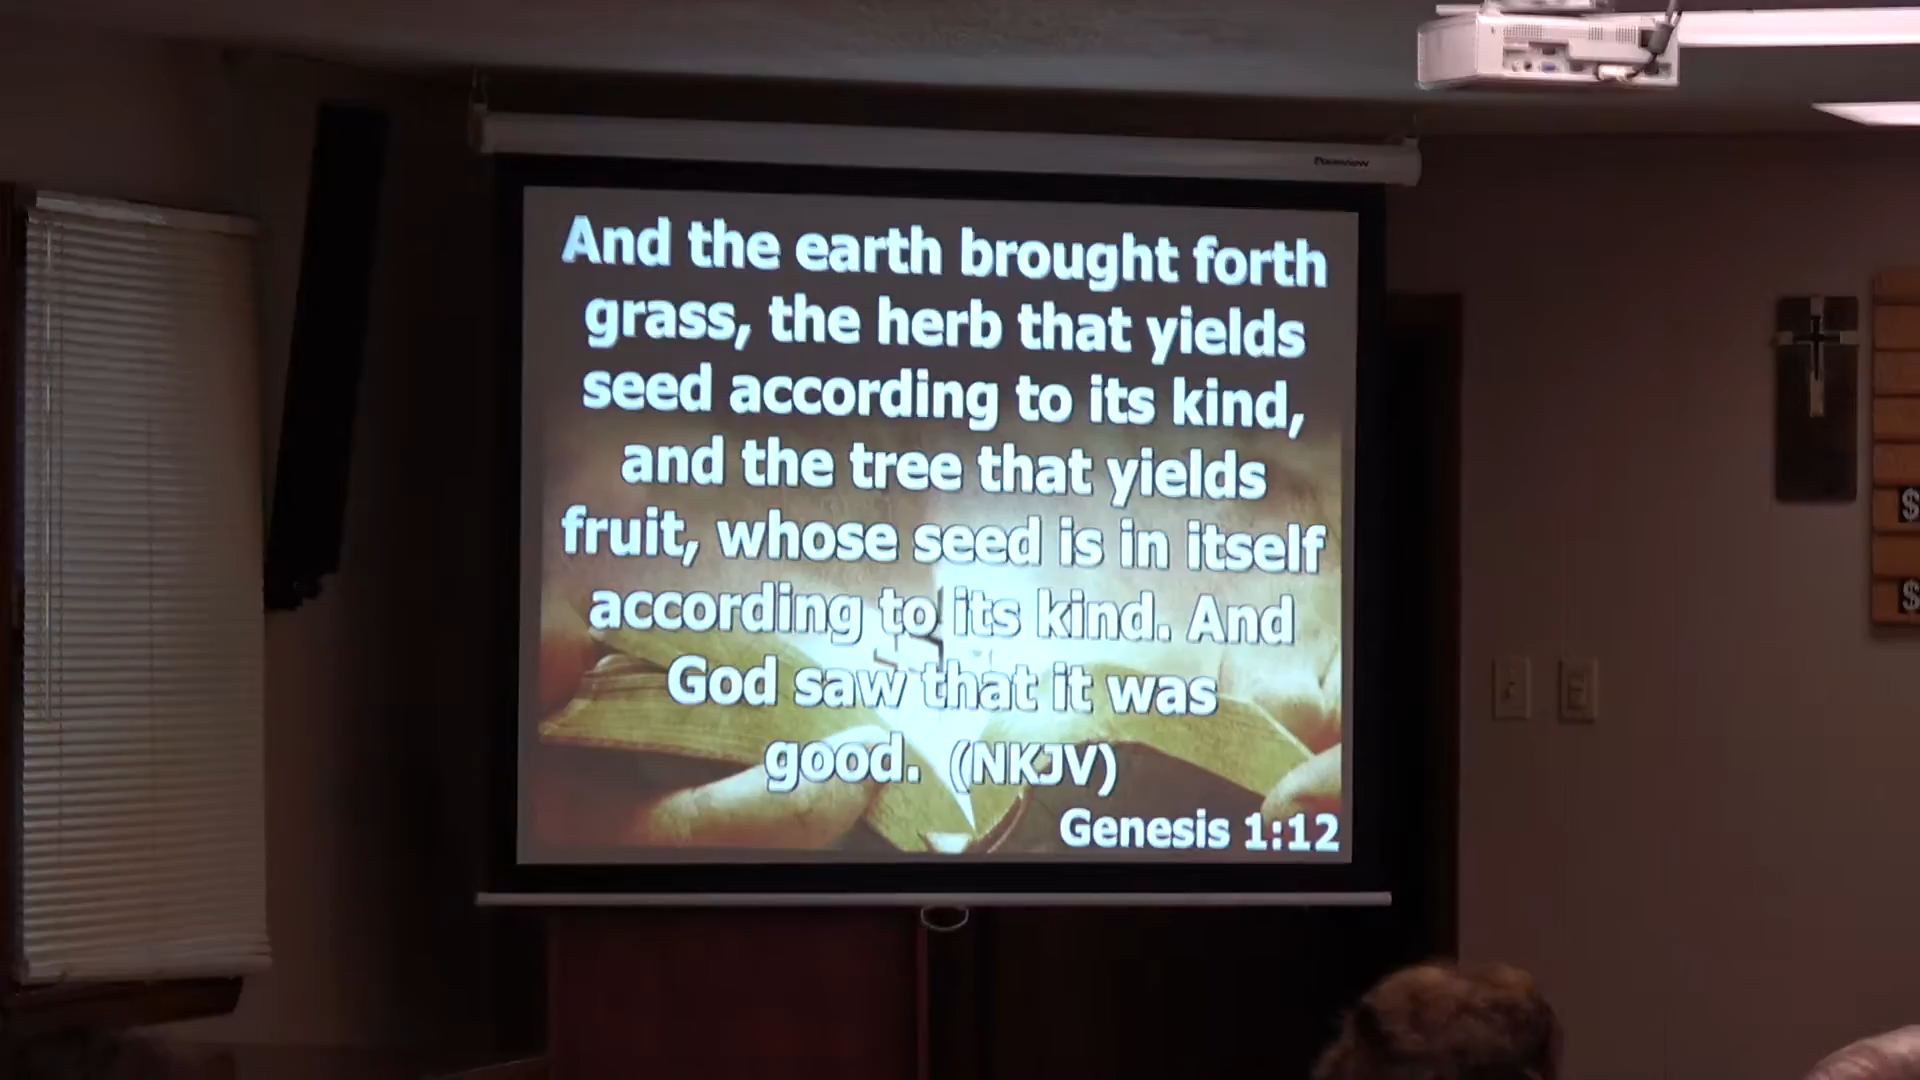 Draper
And the earth brought forth
grass, the herb that yields
seed according to its kind,
and the tree that yields
fruit, whose seed is in itself
according to its kind. And
God saw that it was
good. (NKJV)
Genesis 1:12
$
$